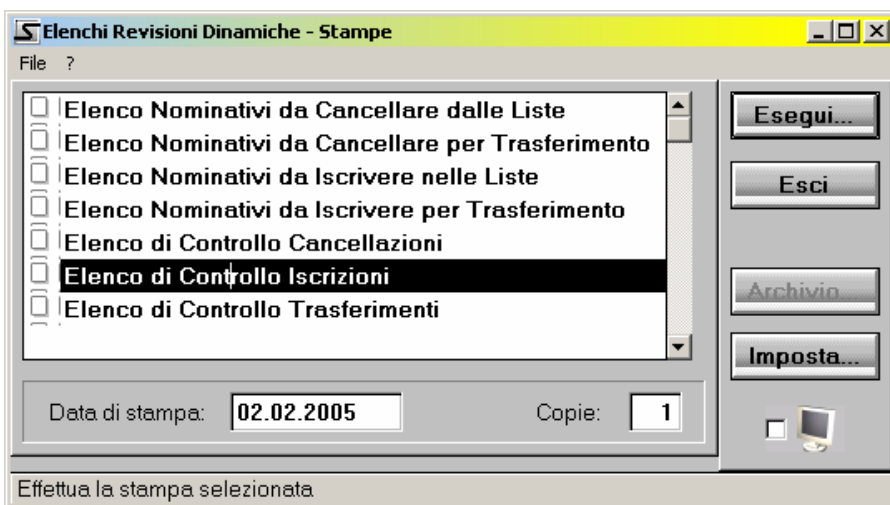 Elenchi Revisioni Dinamiche - Stampe
File ?
Elenco Nominativi da Cancellare dalle Liste
Elenco Nominativi da Cancellare per Trasferimento
Elenco Nominativi da Iscrivere nelle Liste
Elenco Nominativi da Iscrivere per Trasferimento
Elenco di Controllo Cancellazioni
Elenco di Controllo Iscrizioni
Elenco di Controllo Trasferimenti
Esegui...
Esci
Archivio...
Imposta...
Data di stampa: 02.02.2005 Copie: 1
Effettua la stampa selezionata